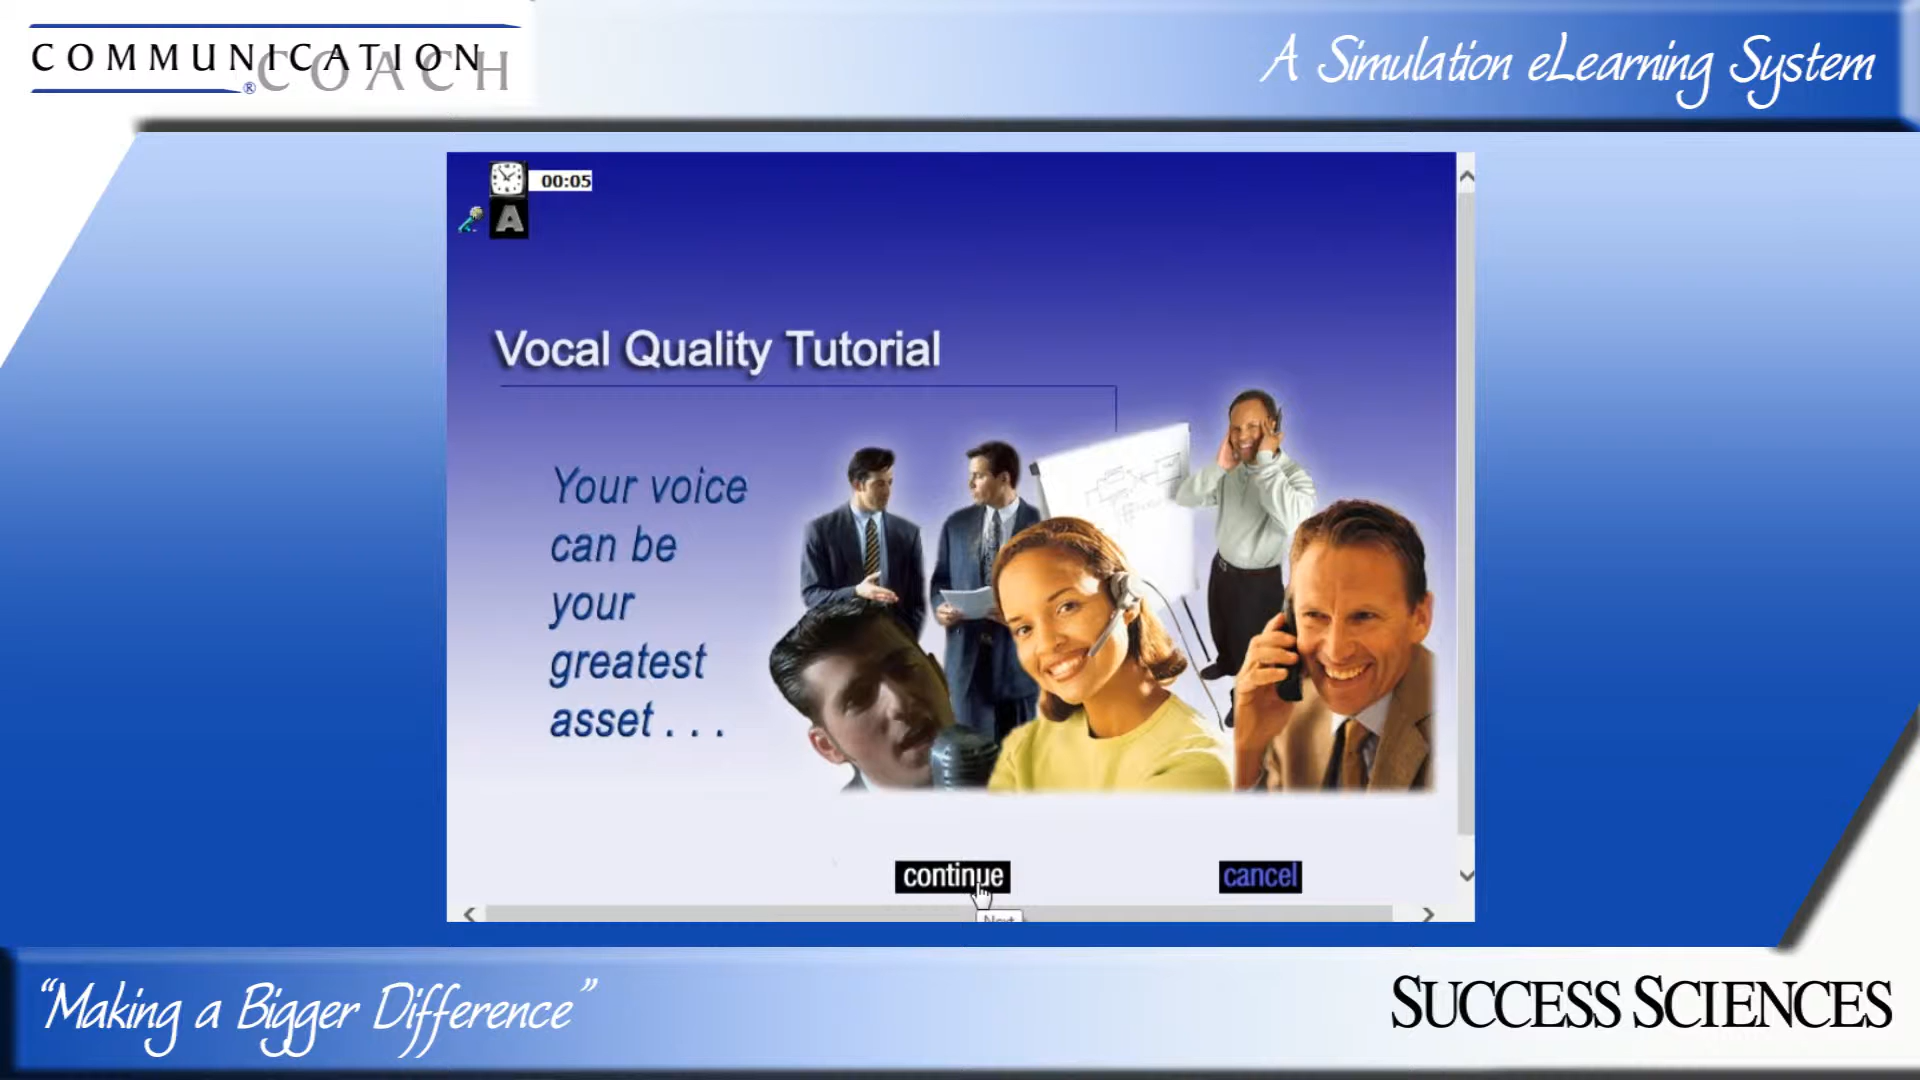 COMMUNICATION
COACH
®
A Simulation eLearning System
00:05
A
Vocal Quality Tutorial
Your voice
can be
your
greatest
asset . . .
continue
cancel
Next
"Making a Bigger Difference"
SUCCESS SCIENCES